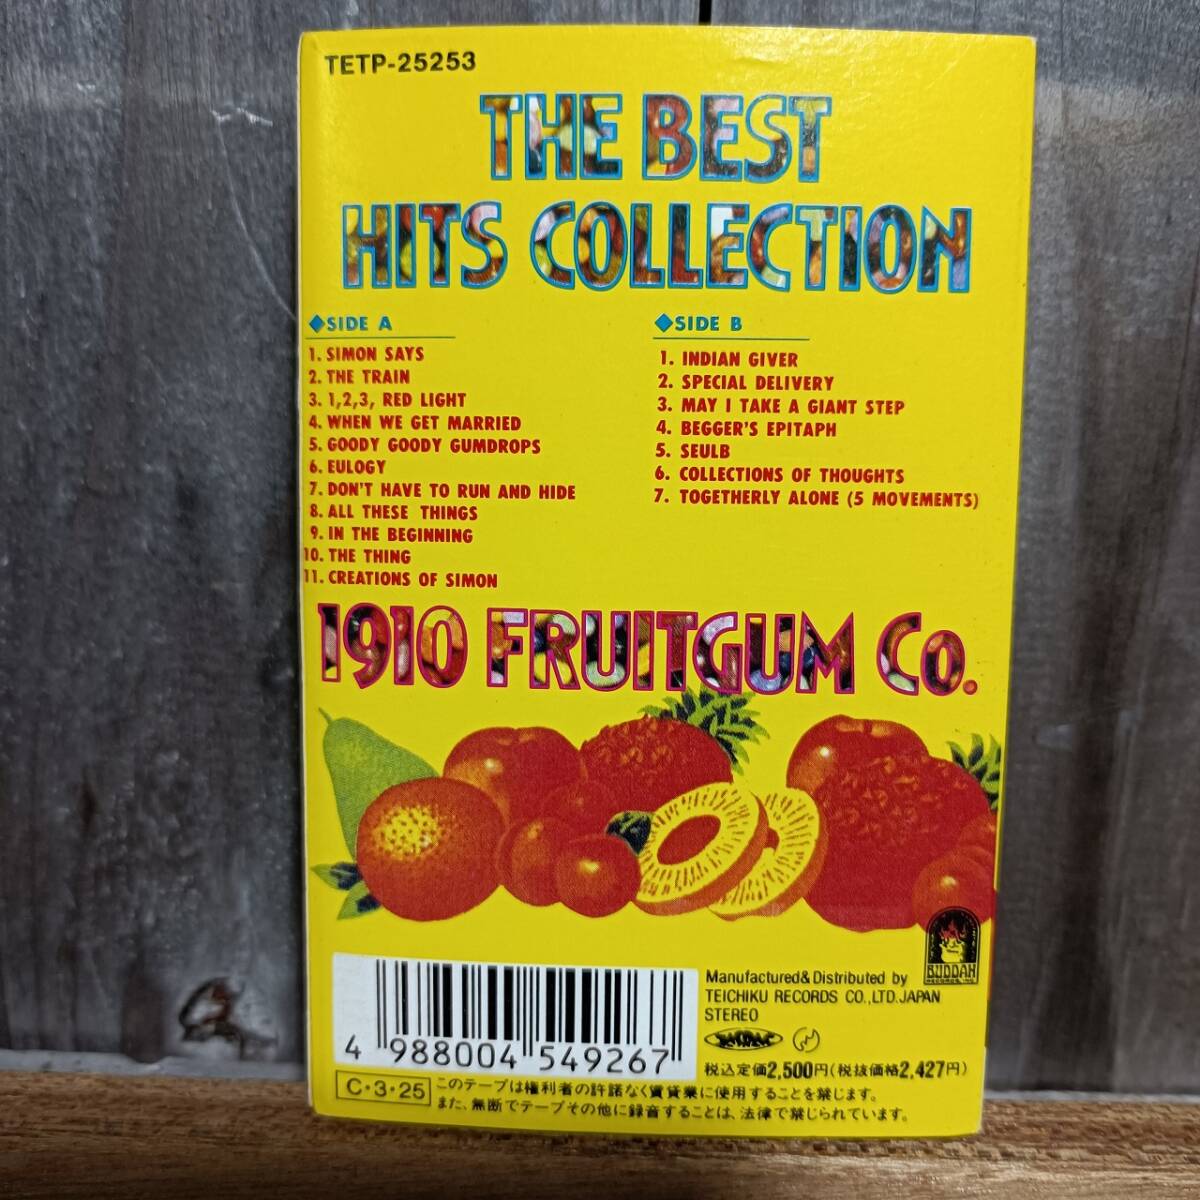 TETP-25253
THE BEST
HITS COLLECTION
◆SIDE A
1. SIMON SAYS
2. THE TRAIN
3. 1,2,3, RED LIGHT
4. WHEN WE GET MARRIED
5. GOODY GOODY GUMDROPS
6. EULOGY
7. DON'T HAVE TO RUN AND HIDE
8. ALL THESE THINGS
9. IN THE BEGINNING
10. THE THING
11. CREATIONS OF SIMON
◆SIDE B
1. INDIAN GIVER
2. SPECIAL DELIVERY
3. MAY I TAKE A GIANT STEP
4. BEGGER'S EPITAPH
5. SEULB
6. COLLECTIONS OF THOUGHTS
7. TOGETHERLY ALONE (5 MOVEMENTS)
1910 FRUITGUM Co.
BUDDAH
RECORDS, INC.
Manufactured&Distributed by
TEICHIKU RECORDS CO.,LTD.JAPAN
STEREO
税込定価2,500円(税抜価格2,427円)
4 988004 549267
C・3・25
このテープは権利者の許諾なく賃貸業に使用することを禁じます。
また、無断でテープその他に録音することは、法律で禁じられています。